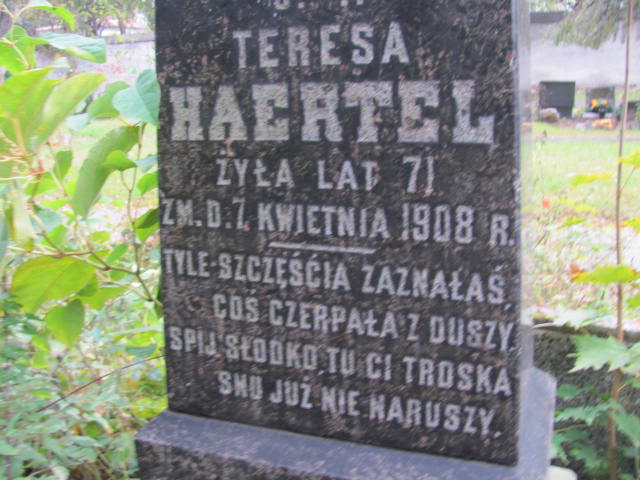 TERESA
HAERTEL
ŻYŁA LAT 71
ZM. D. 7. KWIETNIA 1908 R.
TYLE SZCZĘŚCIA ZAZNAŁAŚ,
COŚ CZERPAŁA Z DUSZY
ŚPIJ SŁODKO, TU CI TROSKA
SNU JUŻ NIE NARUSZY.